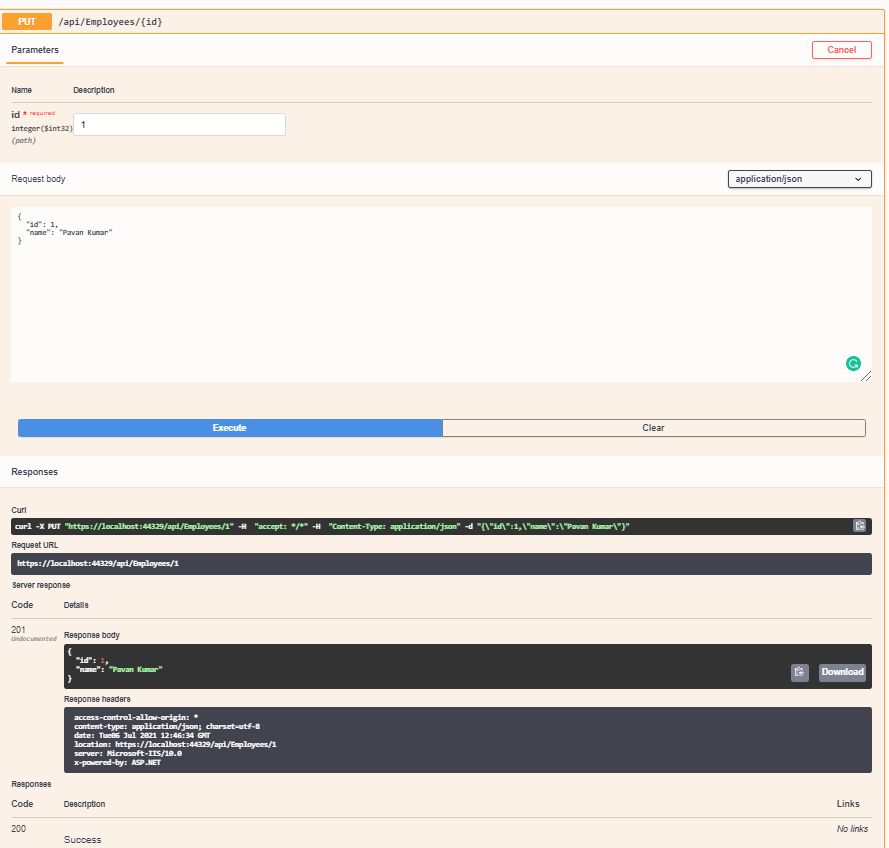 PUT /api/Employees/{id}
Parameters Cancel
Name Description
id * required
integer($int32) 1
(path)
Request body application/json
{
"id": 1,
"name": "Pavan Kumar"
}
Execute Clear
Responses
Curl
curl -X PUT "https://localhost:44329/api/Employees/1" -H "accept: */*" -H "Content-Type: application/json" -d "{\"id\":1,\"name\":\"Pavan Kumar\"}"
Request URL
https://localhost:44329/api/Employees/1
Server response
Code Details
201
Undocumented
Response body
{
"id": 1,
"name": "Pavan Kumar"
}
Download
Response headers
access-control-allow-origin: *
content-type: application/json; charset=utf-8
date: Tue06 Jul 2021 12:46:34 GMT
location: https://localhost:44329/api/Employees/1
server: Microsoft-IIS/10.0
x-powered-by: ASP.NET
Responses
Code Description Links
200 No links
Success